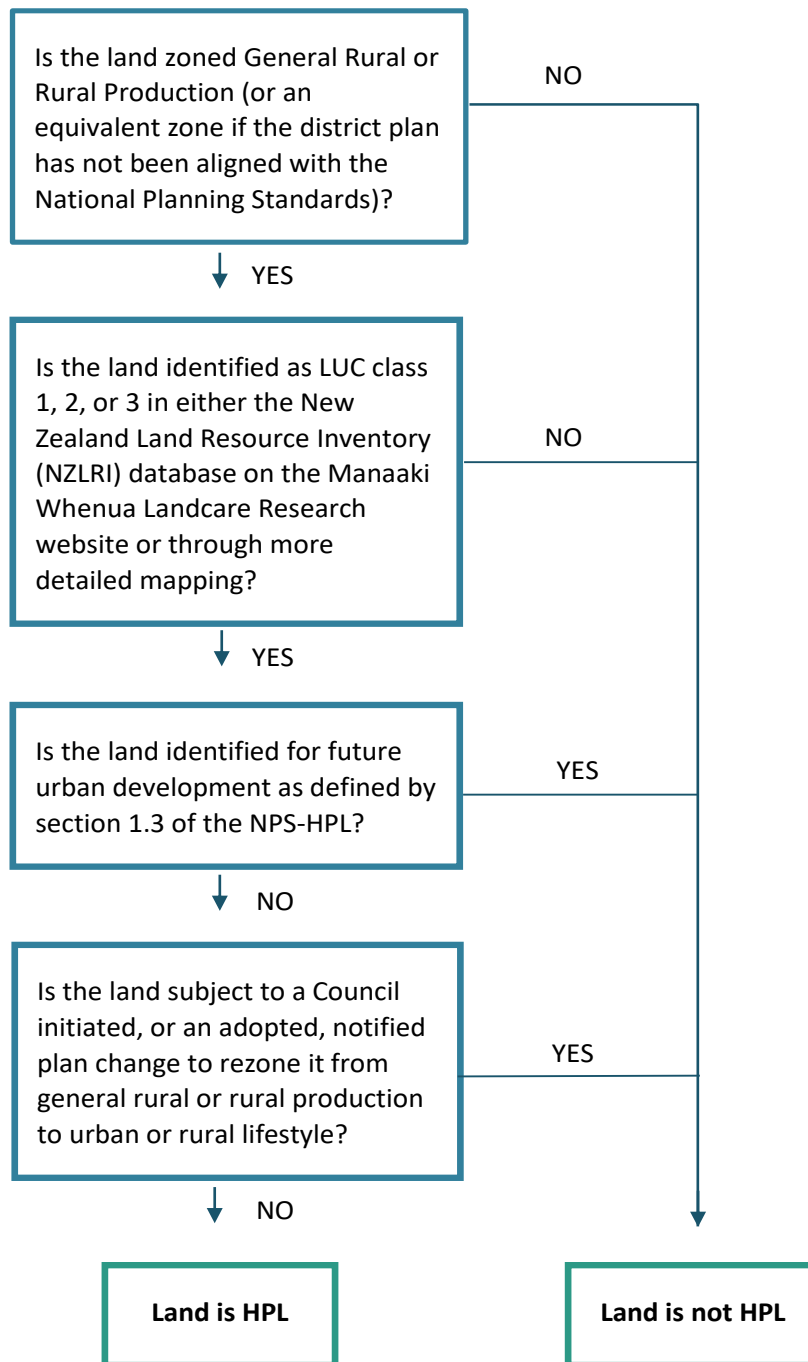 Is the land zoned General Rural or
Rural Production (or an
equivalent zone if the district plan
has not been aligned with the
National Planning Standards)?
NO
YES
Is the land identified as LUC class
1, 2, or 3 in either the New
Zealand Land Resource Inventory
(NZLRI) database on the Manaaki
Whenua Landcare Research
website or through more
detailed mapping?
NO
YES
Is the land identified for future
urban development as defined by
section 1.3 of the NPS-HPL?
YES
NO
Is the land subject to a Council
initiated, or an adopted, notified
plan change to rezone it from
general rural or rural production
to urban or rural lifestyle?
YES
NO
Land is HPL
Land is not HPL